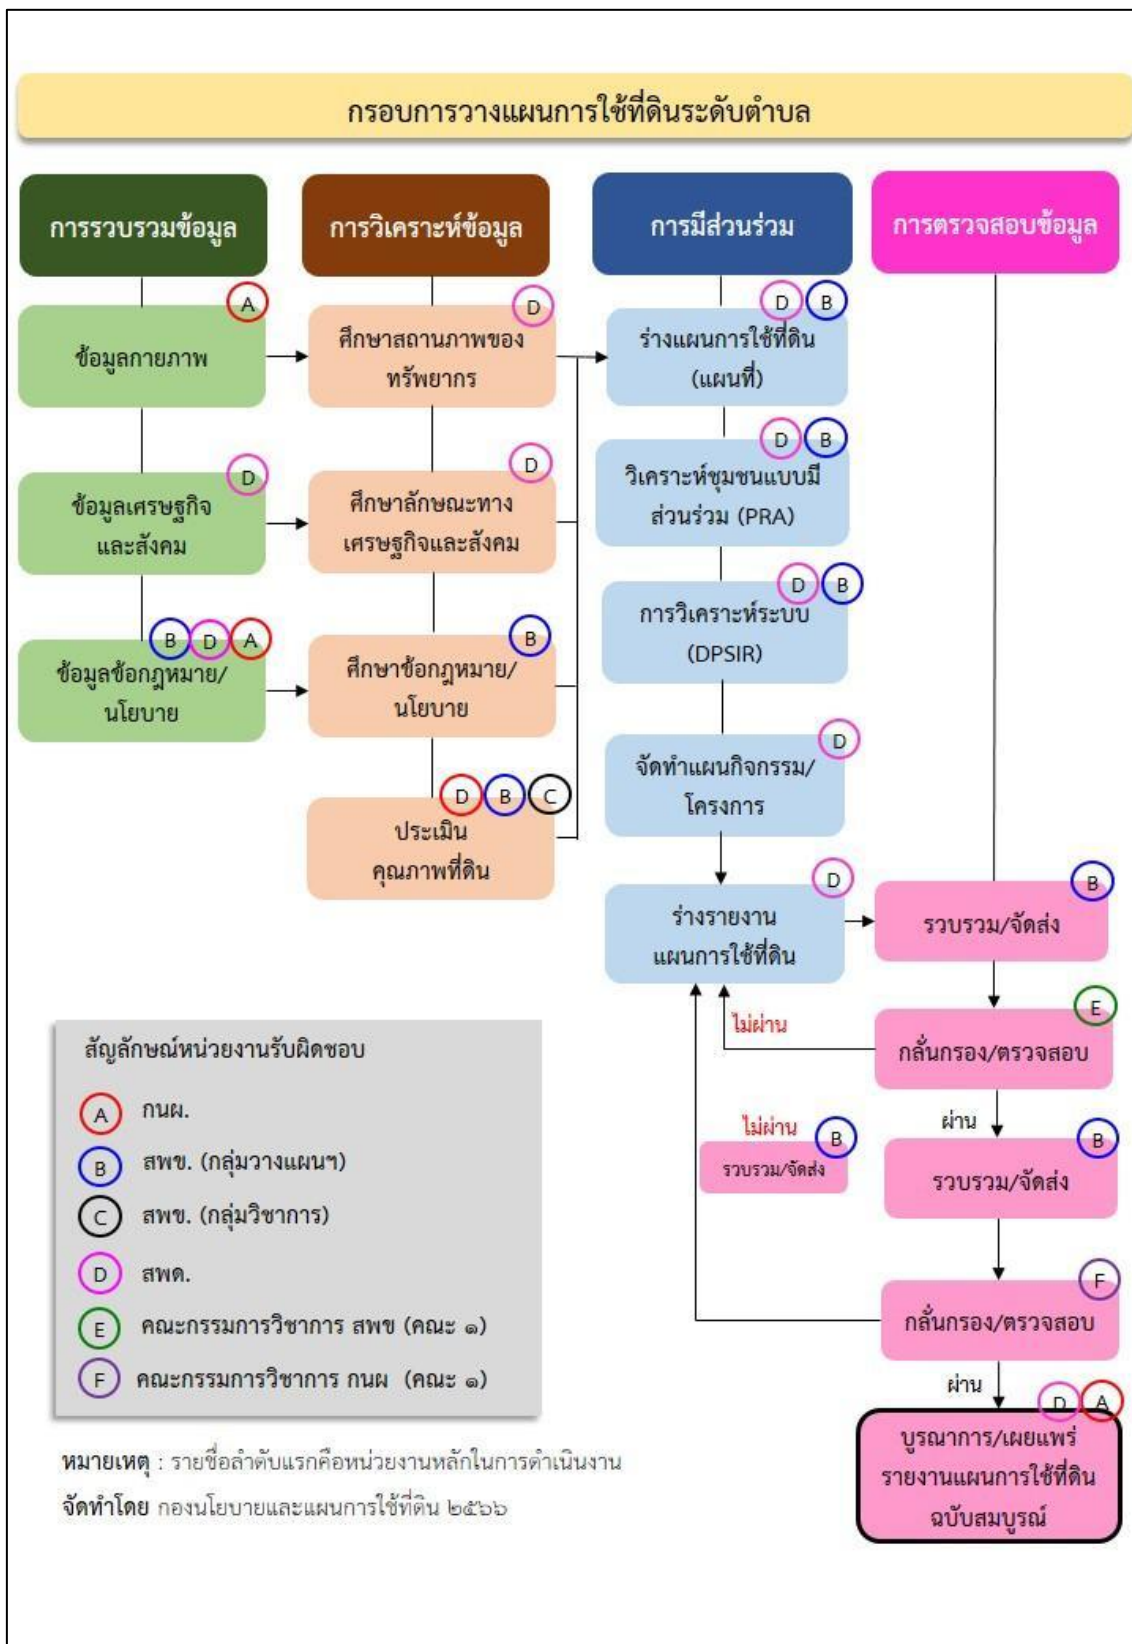 กรอบการวางแผนการใช้ที่ดินระดับตำบล
การรวบรวมข้อมูล
A
ข้อมูลกายภาพ
D
ข้อมูลเศรษฐกิจ
และสังคม
B D A
ข้อมูลข้อกฎหมาย/
นโยบาย
การวิเคราะห์ข้อมูล
D
ศึกษาสถานภาพของ
ทรัพยากร
D
ศึกษาลักษณะทาง
เศรษฐกิจและสังคม
B
ศึกษาข้อกฎหมาย/
นโยบาย
D B C
ประเมิน
คุณภาพที่ดิน
การมีส่วนร่วม
D B
ร่างแผนการใช้ที่ดิน
(แผนที่)
D B
วิเคราะห์ชุมชนแบบมี
ส่วนร่วม (PRA)
D B
การวิเคราะห์ระบบ
(DPSIR)
D
จัดทำแผนกิจกรรม/
โครงการ
D
ร่างรายงาน
แผนการใช้ที่ดิน
การตรวจสอบข้อมูล
B
รวบรวม/จัดส่ง
E
กลั่นกรอง/ตรวจสอบ
ไม่ผ่าน
ผ่าน
B
รวบรวม/จัดส่ง
ไม่ผ่าน
B
รวบรวม/จัดส่ง
F
กลั่นกรอง/ตรวจสอบ
ผ่าน
D A
บูรณาการ/เผยแพร่
รายงานแผนการใช้ที่ดิน
ฉบับสมบูรณ์
สัญลักษณ์หน่วยงานรับผิดชอบ
A กนผ.
B สพข. (กลุ่มวางแผนฯ)
C สพข. (กลุ่มวิชาการ)
D สพด.
E คณะกรรมการวิชาการ สพข (คณะ ๑)
F คณะกรรมการวิชาการ กนผ (คณะ ๑)
หมายเหตุ : รายชื่อลำดับแรกคือหน่วยงานหลักในการดำเนินงาน
จัดทำโดย กองนโยบายและแผนการใช้ที่ดิน ๒๕๖๖